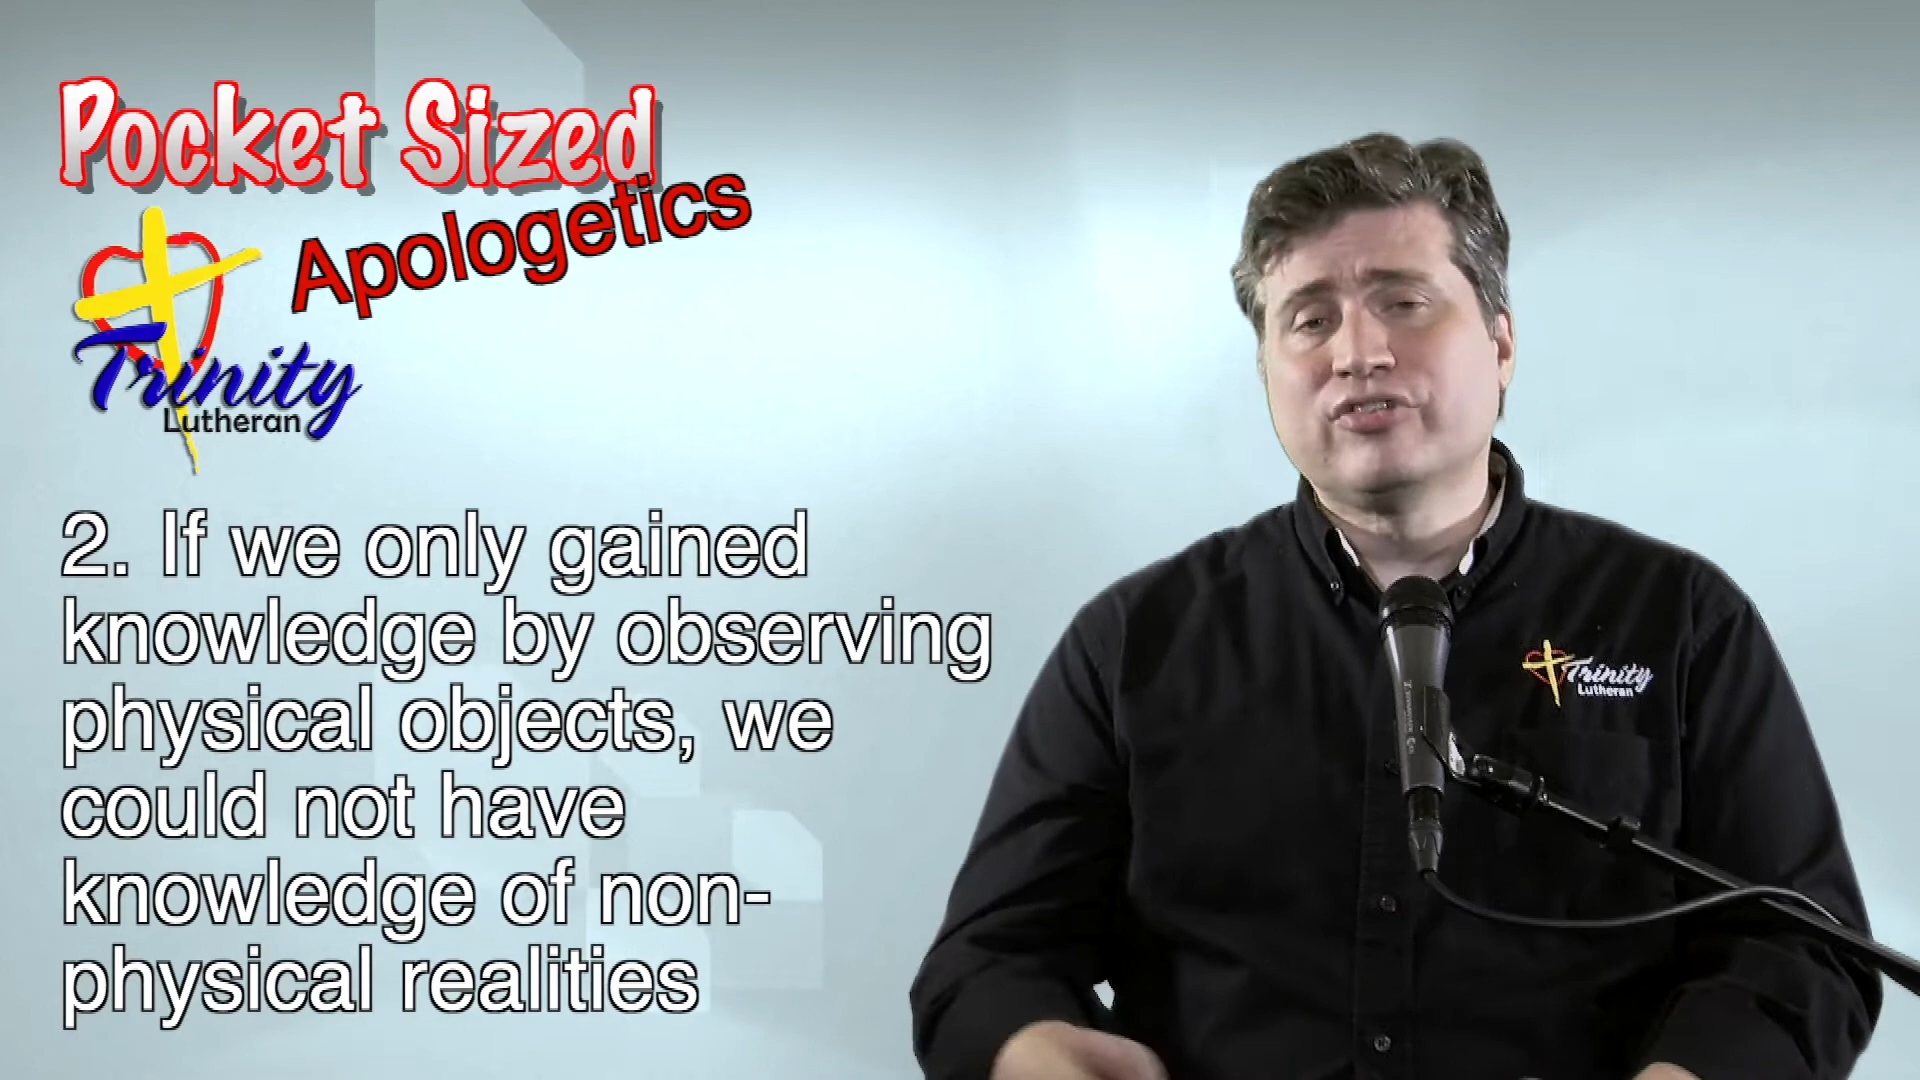 Pocket Sized
Apologetics
Trinity
Lutheran
2. If we only gained
knowledge by observing
physical objects, we
could not have
knowledge of non-
physical realities
Trinity
Lutheran